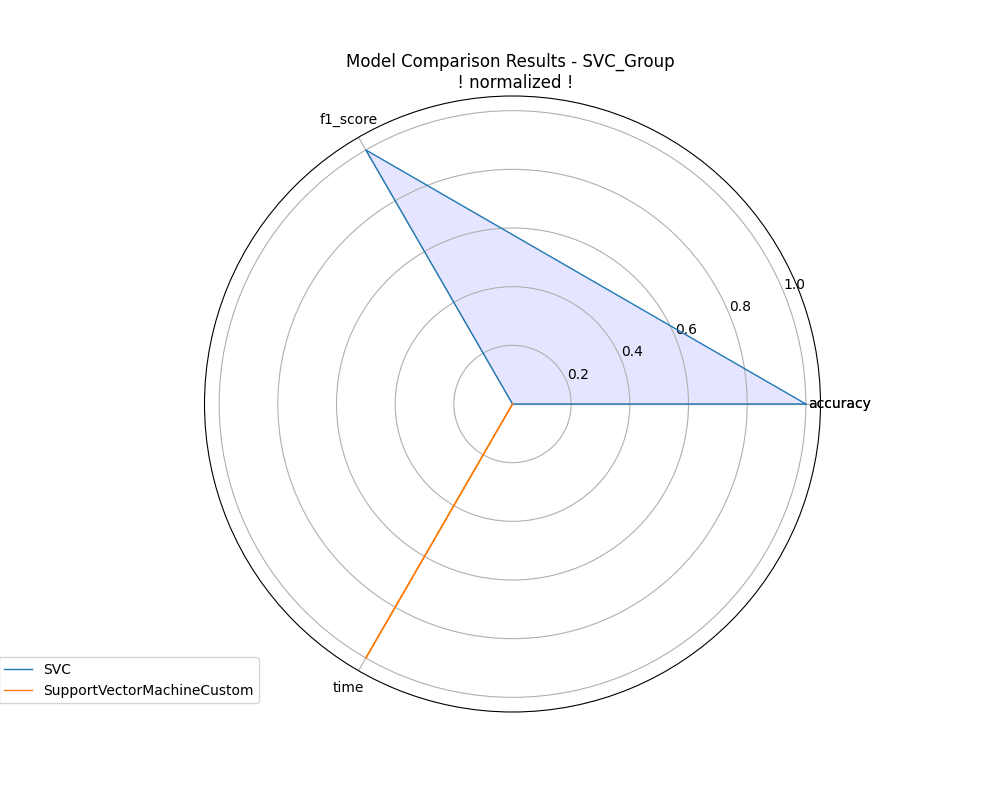 Model Comparison Results - SVC_Group
! normalized !
f1_score
1.0
0.8
0.6
0.4
0.2
accuracy
time
SVC
SupportVectorMachineCustom